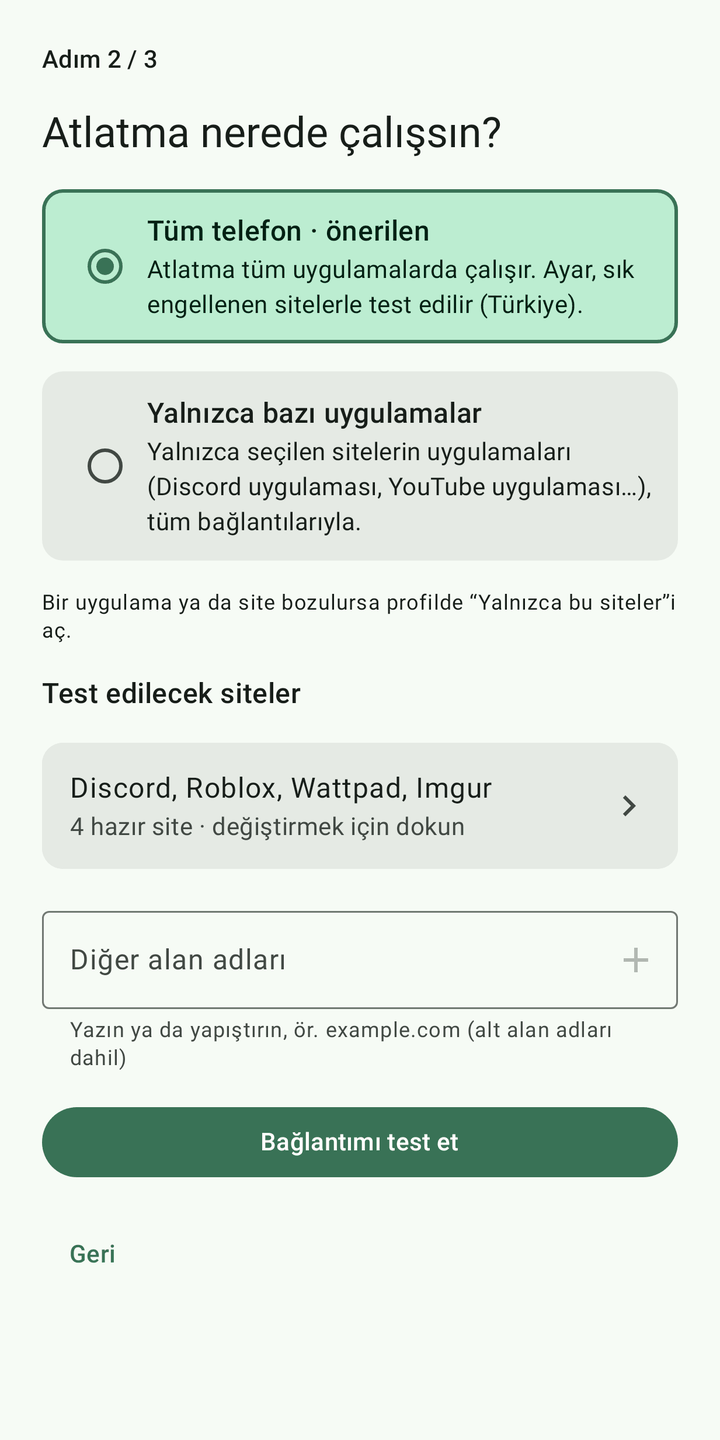 Adım 2 / 3
Atlatma nerede çalışsın?
Tüm telefon · önerilen
Atlatma tüm uygulamalarda çalışır. Ayar, sık
engellenen sitelerle test edilir (Türkiye).
Yalnızca bazı uygulamalar
Yalnızca seçilen sitelerin uygulamaları
(Discord uygulaması, YouTube uygulaması…),
tüm bağlantılarıyla.
Bir uygulama ya da site bozulursa profilde “Yalnızca bu siteler”i
aç.
Test edilecek siteler
Discord, Roblox, Wattpad, Imgur
4 hazır site · değiştirmek için dokun
Diğer alan adları
Yazın ya da yapıştırın, ör. example.com (alt alan adları
dahil)
Bağlantımı test et
Geri